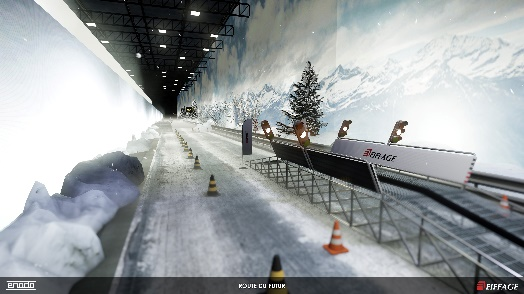 EIFFAGE
enodo
ROUTE DU FUTUR
EIFFAGE